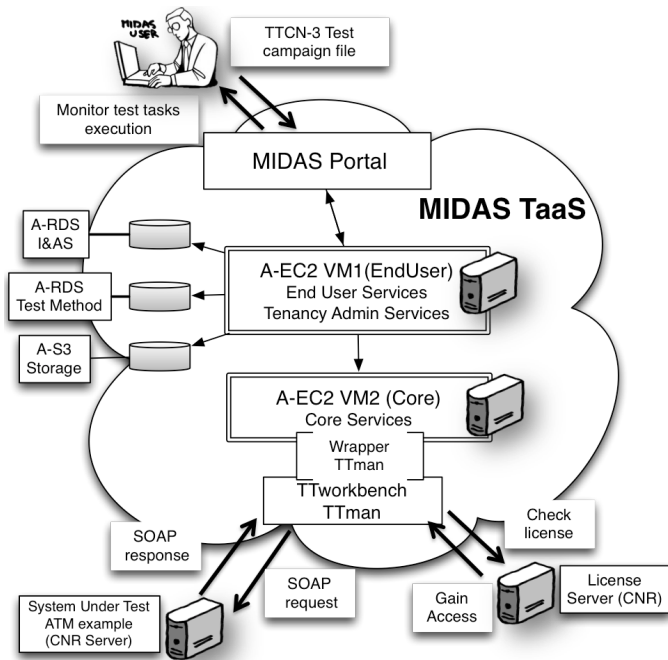 MIDAS
USER
TTCN-3 Test
campaign file
Monitor test tasks
execution
MIDAS Portal
MIDAS TaaS
A-RDS
I&AS
A-RDS
Test Method
A-S3
Storage
A-EC2 VM1(EndUser)
End User Services
Tenancy Admin Services
A-EC2 VM2 (Core)
Core Services
Wrapper
TTman
TTworkbench
TTman
SOAP
response
SOAP
request
Check
license
Gain
Access
System Under Test
ATM example
(CNR Server)
License
Server (CNR)